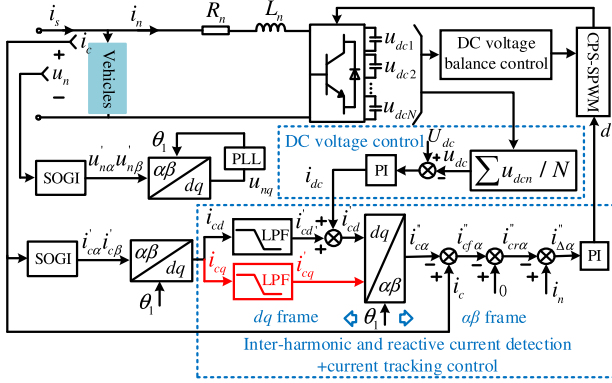 i_s
i_n
R_n
L_n
i_c
+
u_n
−
Vehicles
u_dc1
u_dc2
u_dcN
DC voltage
balance control
CPS-SPWM
d
DC voltage control
U_dc
+
u_dc
−
PI
i_dc
∑ u_dcn / N
SOGI
u'_nα u'_nβ
θ_1
αβ
dq
PLL
u_nq
SOGI
i'_cα i'_cβ
αβ
dq
θ_1
i_cd
LPF
i'_cd
+
+
i'_cd
i_cq
LPF
i'_cq
dq
αβ
i''_cα
−
+
i_c
i''_cfα
−
+
0
i''_crα
−
+
i_n
i''_Δα
PI
dq frame
θ_1
αβ frame
Inter-harmonic and reactive current detection
+current tracking control